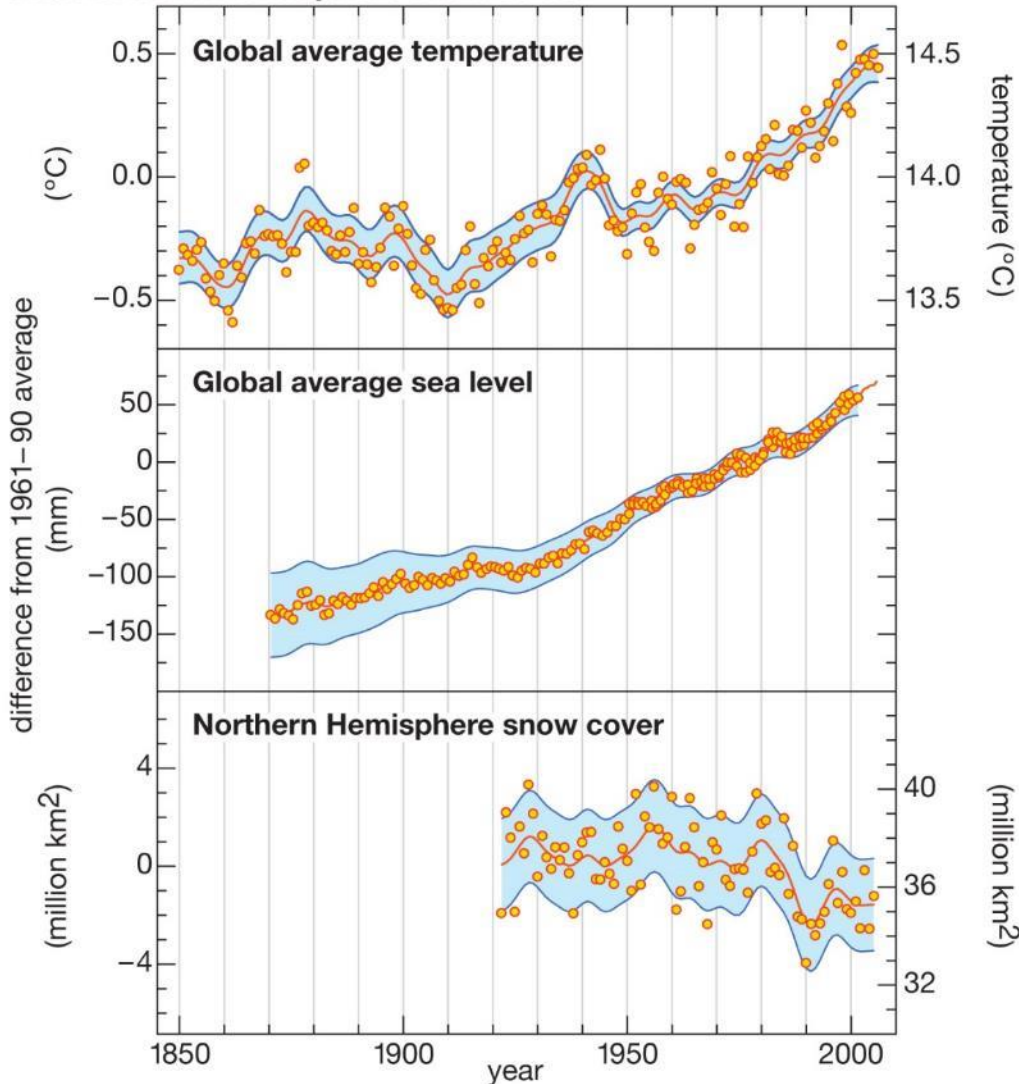 Global average temperature
0.5
0.0
−0.5
(°C)
14.5
14.0
13.5
temperature (°C)
Global average sea level
50
0
−50
−100
−150
difference from 1961–90 average
(mm)
Northern Hemisphere snow cover
4
0
−4
(million km²)
40
36
32
(million km²)
1850
1900
1950
2000
year